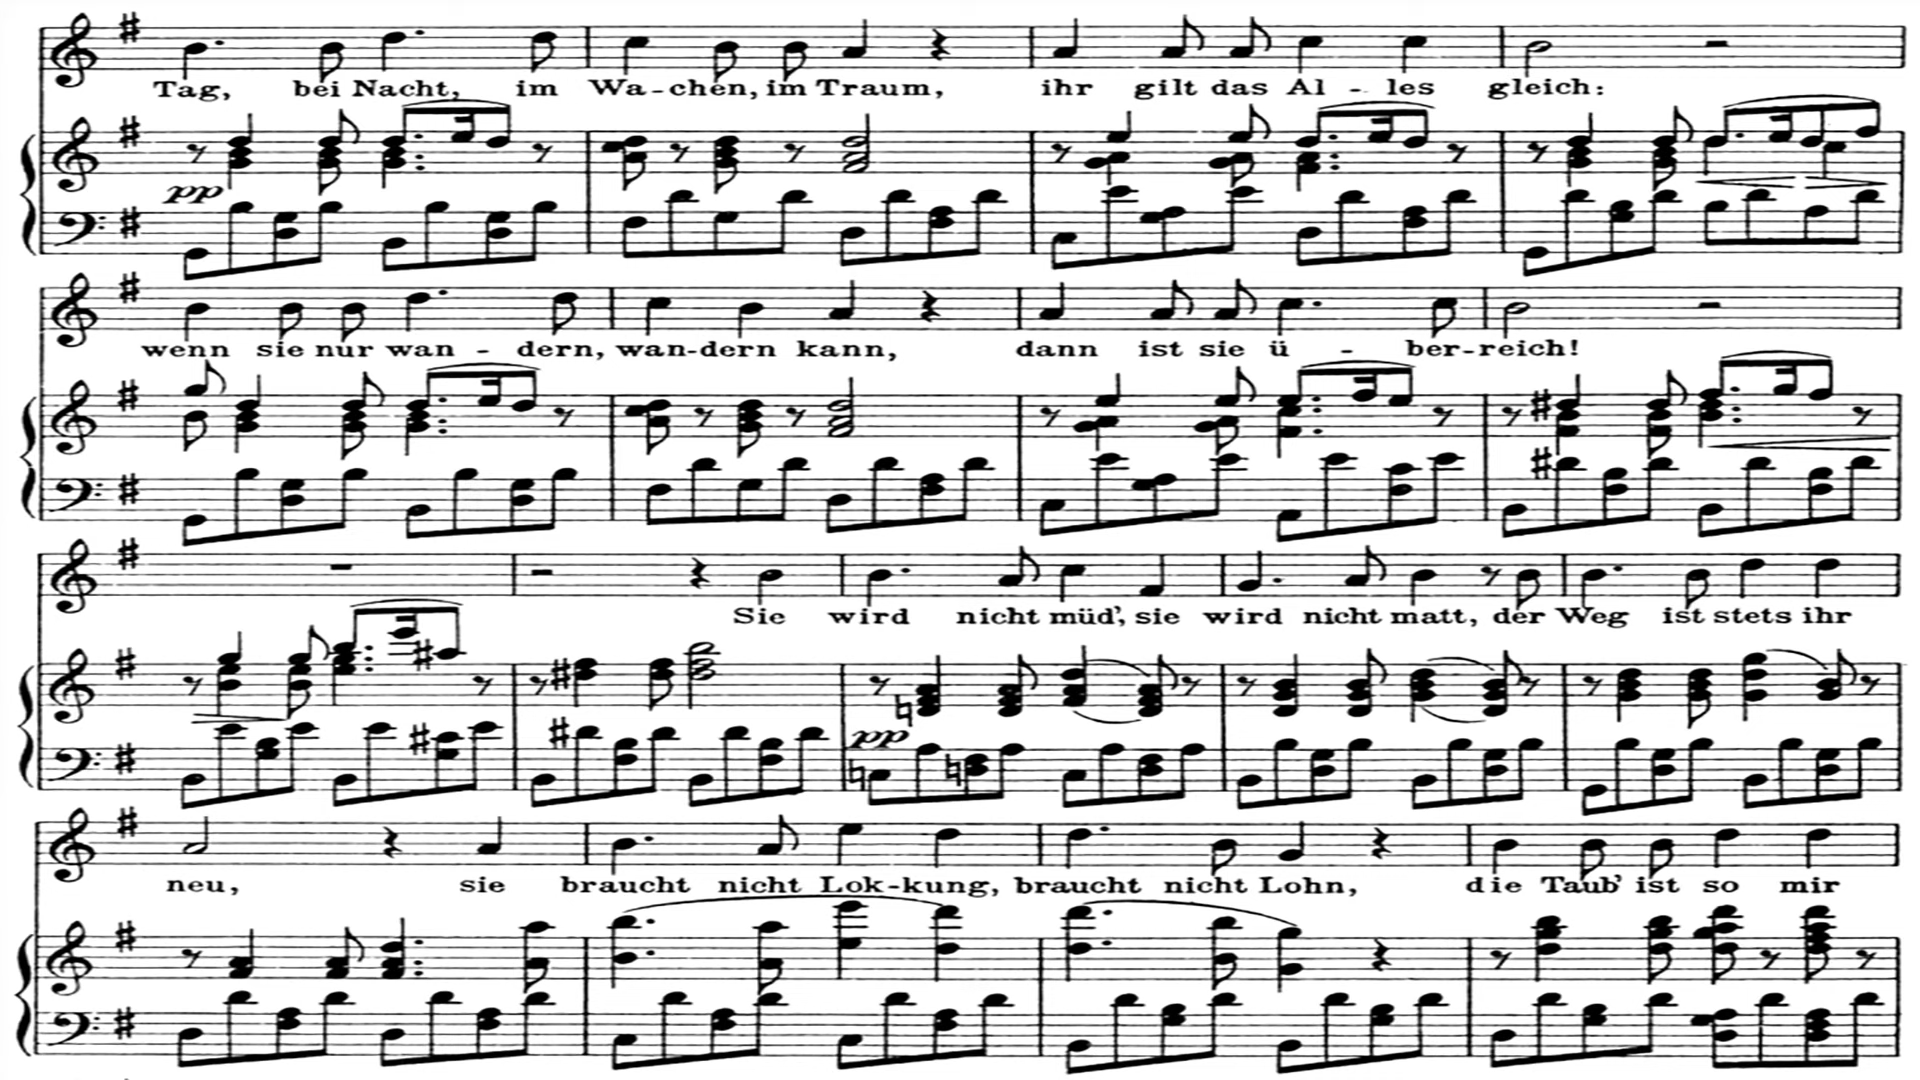 Tag, bei Nacht, im Wa-chen, im Traum, ihr gilt das Al - les gleich:
pp
wenn sie nur wan - dern, wan-dern kann, dann ist sie ü - ber-reich!
Sie wird nicht müd', sie wird nicht matt, der Weg ist stets ihr
pp
neu, sie braucht nicht Lok-kung, braucht nicht Lohn, die Taub' ist so mir